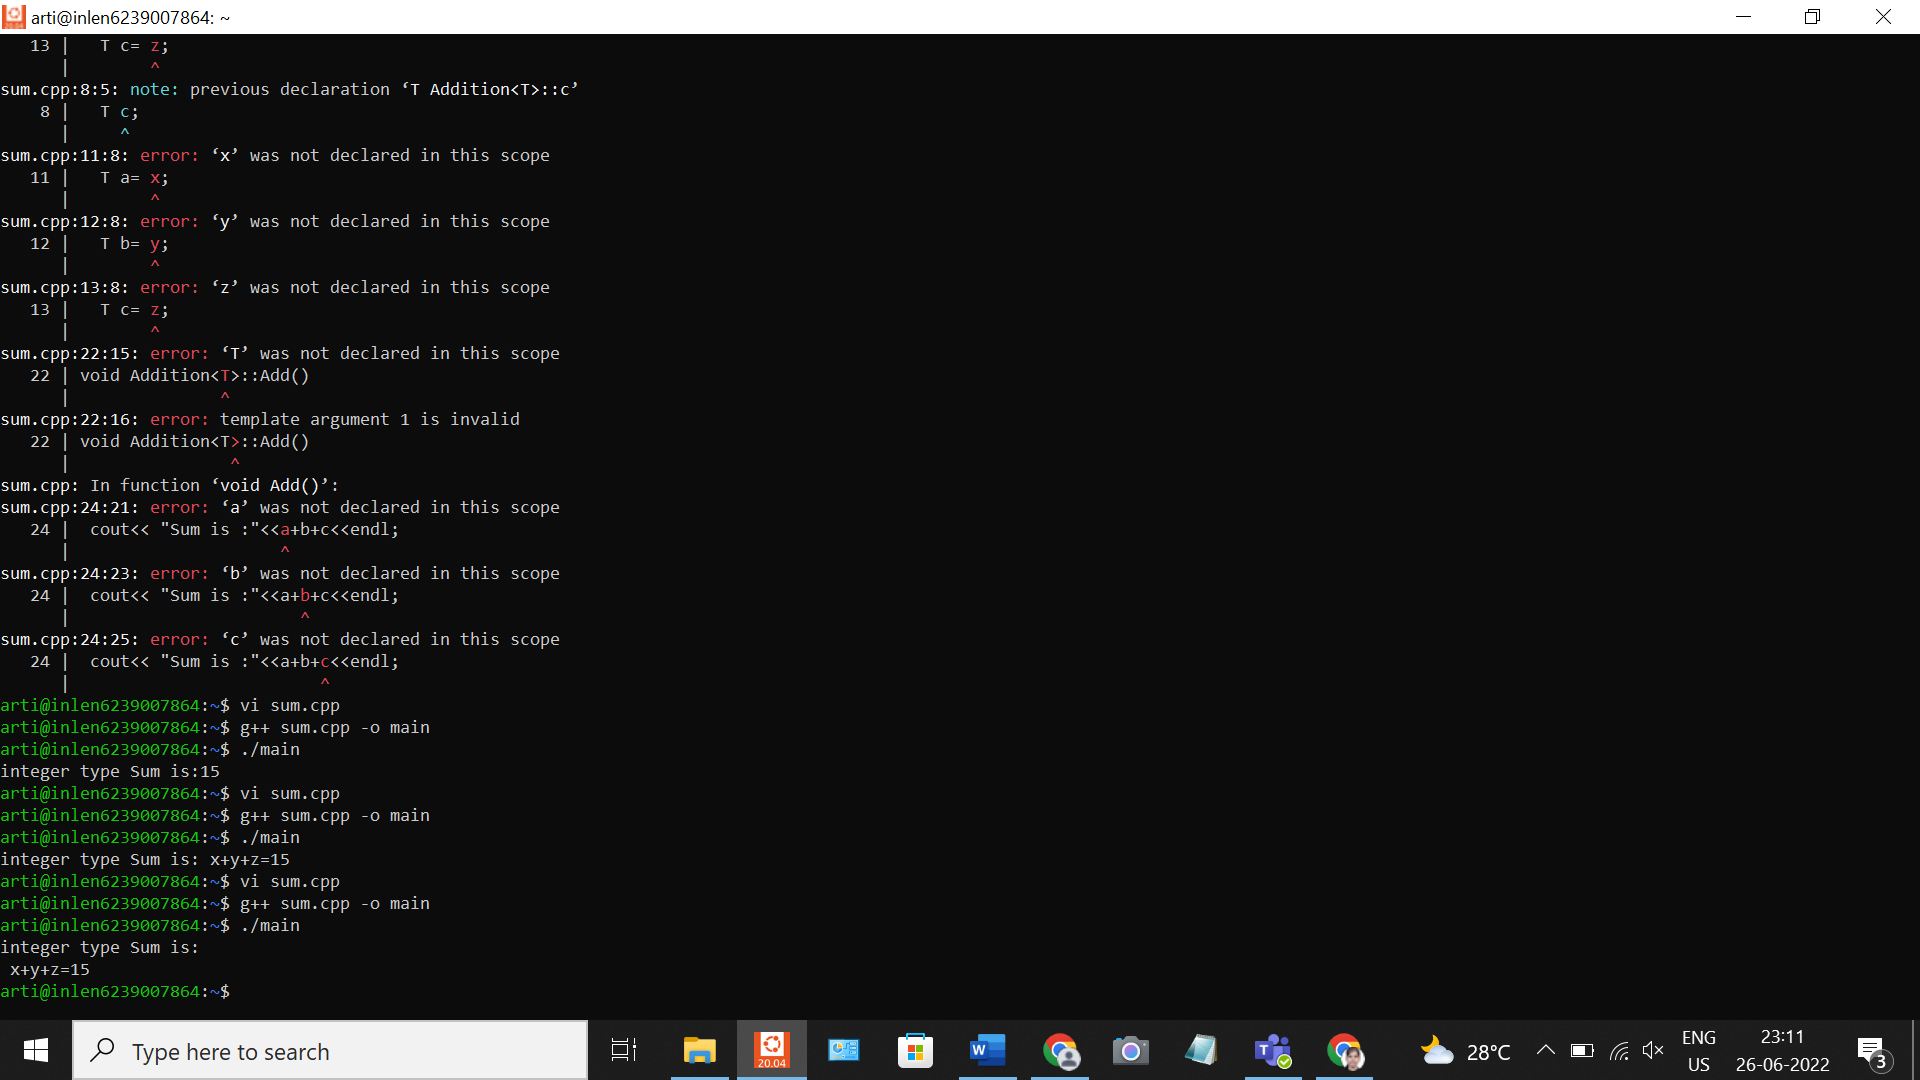 arti@inlen6239007864: ~
13 | T c= z;
| ^
sum.cpp:8:5: note: previous declaration ‘T Addition<T>::c’
8 | T c;
| ^
sum.cpp:11:8: error: ‘x’ was not declared in this scope
11 | T a= x;
| ^
sum.cpp:12:8: error: ‘y’ was not declared in this scope
12 | T b= y;
| ^
sum.cpp:13:8: error: ‘z’ was not declared in this scope
13 | T c= z;
| ^
sum.cpp:22:15: error: ‘T’ was not declared in this scope
22 | void Addition<T>::Add()
| ^
sum.cpp:22:16: error: template argument 1 is invalid
22 | void Addition<T>::Add()
| ^
sum.cpp: In function ‘void Add()’:
sum.cpp:24:21: error: ‘a’ was not declared in this scope
24 | cout<< "Sum is :"<<a+b+c<<endl;
| ^
sum.cpp:24:23: error: ‘b’ was not declared in this scope
24 | cout<< "Sum is :"<<a+b+c<<endl;
| ^
sum.cpp:24:25: error: ‘c’ was not declared in this scope
24 | cout<< "Sum is :"<<a+b+c<<endl;
| ^
arti@inlen6239007864:~$ vi sum.cpp
arti@inlen6239007864:~$ g++ sum.cpp -o main
arti@inlen6239007864:~$ ./main
integer type Sum is:15
arti@inlen6239007864:~$ vi sum.cpp
arti@inlen6239007864:~$ g++ sum.cpp -o main
arti@inlen6239007864:~$ ./main
integer type Sum is: x+y+z=15
arti@inlen6239007864:~$ vi sum.cpp
arti@inlen6239007864:~$ g++ sum.cpp -o main
arti@inlen6239007864:~$ ./main
integer type Sum is:
x+y+z=15
arti@inlen6239007864:~$
Type here to search
20.04
28°C
ENG
US
23:11
26-06-2022
3